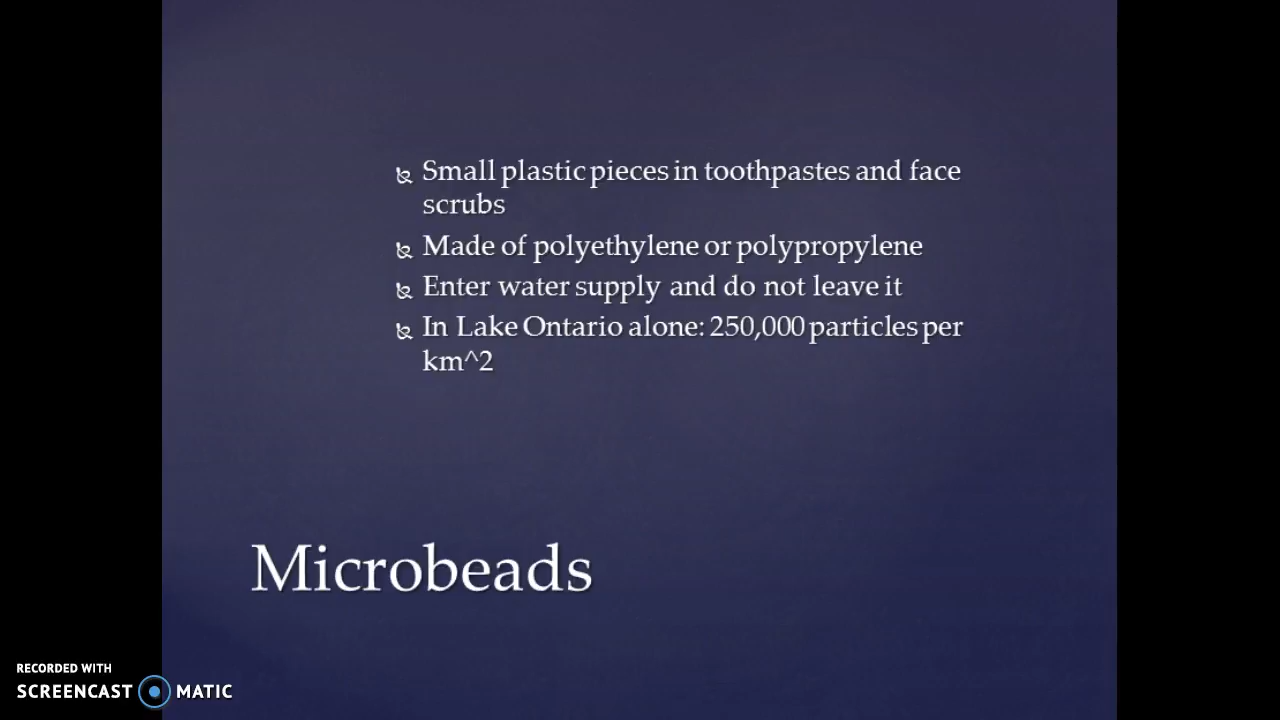 Small plastic pieces in toothpastes and face
scrubs
Made of polyethylene or polypropylene
Enter water supply and do not leave it
In Lake Ontario alone: 250,000 particles per
km^2
Microbeads
RECORDED WITH
SCREENCAST MATIC